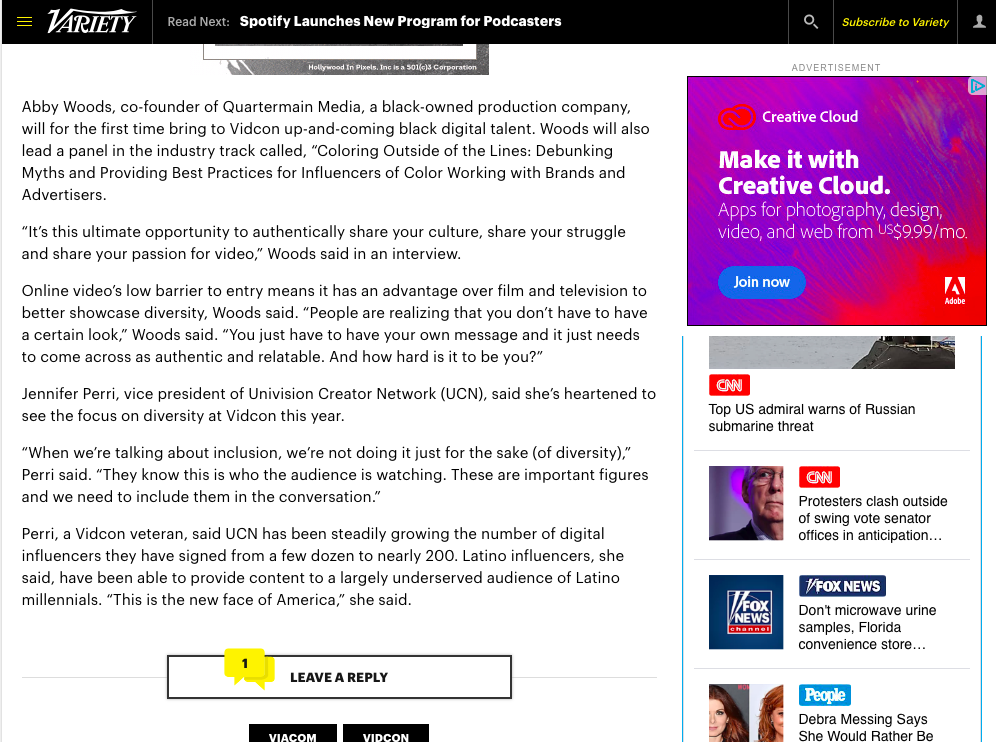 VARIETY
Read Next: Spotify Launches New Program for Podcasters
Subscribe to Variety
Hollywood In Pixels, Inc is a 501(c)3 Corporation
Abby Woods, co-founder of Quartermain Media, a black-owned production company,
will for the first time bring to Vidcon up-and-coming black digital talent. Woods will also
lead a panel in the industry track called, “Coloring Outside of the Lines: Debunking
Myths and Providing Best Practices for Influencers of Color Working with Brands and
Advertisers.
“It’s this ultimate opportunity to authentically share your culture, share your struggle
and share your passion for video,” Woods said in an interview.
Online video’s low barrier to entry means it has an advantage over film and television to
better showcase diversity, Woods said. “People are realizing that you don’t have to have
a certain look,” Woods said. “You just have to have your own message and it just needs
to come across as authentic and relatable. And how hard is it to be you?”
Jennifer Perri, vice president of Univision Creator Network (UCN), said she’s heartened to
see the focus on diversity at Vidcon this year.
“When we’re talking about inclusion, we’re not doing it just for the sake (of diversity),”
Perri said. “They know this is who the audience is watching. These are important figures
and we need to include them in the conversation.”
Perri, a Vidcon veteran, said UCN has been steadily growing the number of digital
influencers they have signed from a few dozen to nearly 200. Latino influencers, she
said, have been able to provide content to a largely underserved audience of Latino
millennials. “This is the new face of America,” she said.
1
LEAVE A REPLY
VIACOM
VIDCON
ADVERTISEMENT
Creative Cloud
Make it with
Creative Cloud.
Apps for photography, design,
video, and web from US$9.99/mo.
Join now
Adobe
CNN
Top US admiral warns of Russian
submarine threat
CNN
Protesters clash outside
of swing vote senator
offices in anticipation…
FOX
NEWS
channel
FOX NEWS
Don’t microwave urine
samples, Florida
convenience store…
People
Debra Messing Says
She Would Rather Be